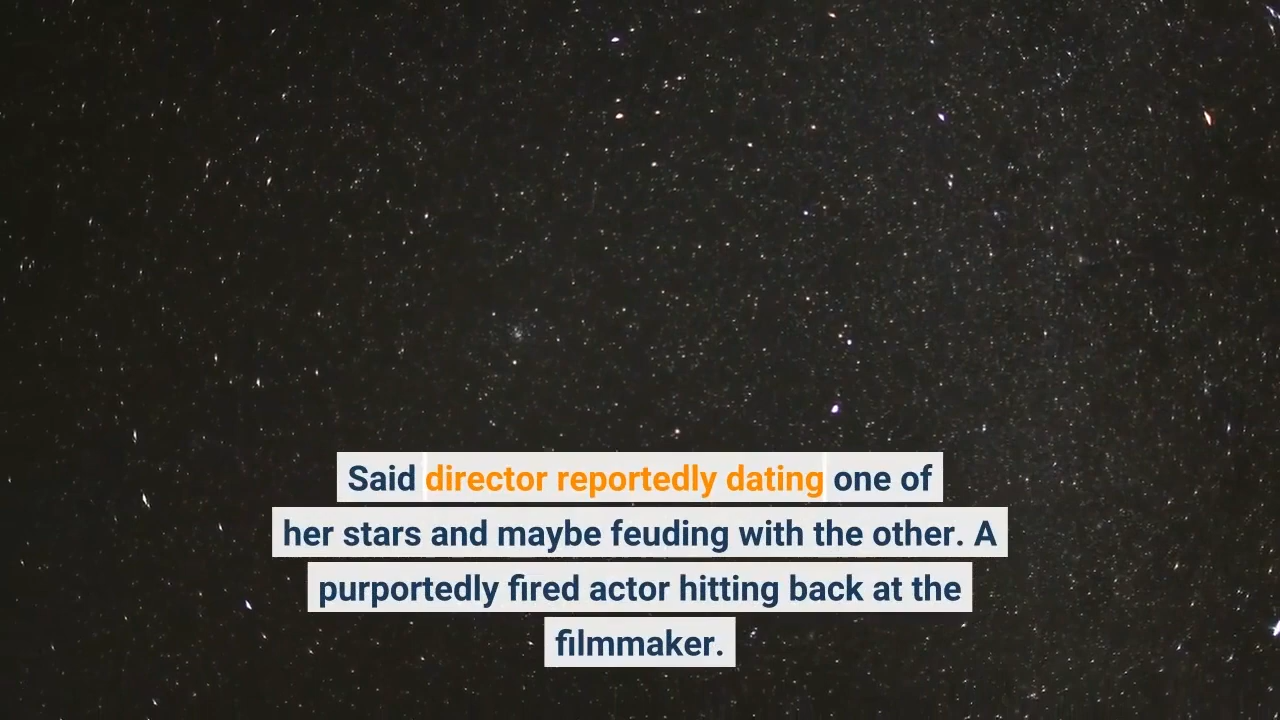 Said director reportedly dating one of
her stars and maybe feuding with the other. A
purportedly fired actor hitting back at the
filmmaker.